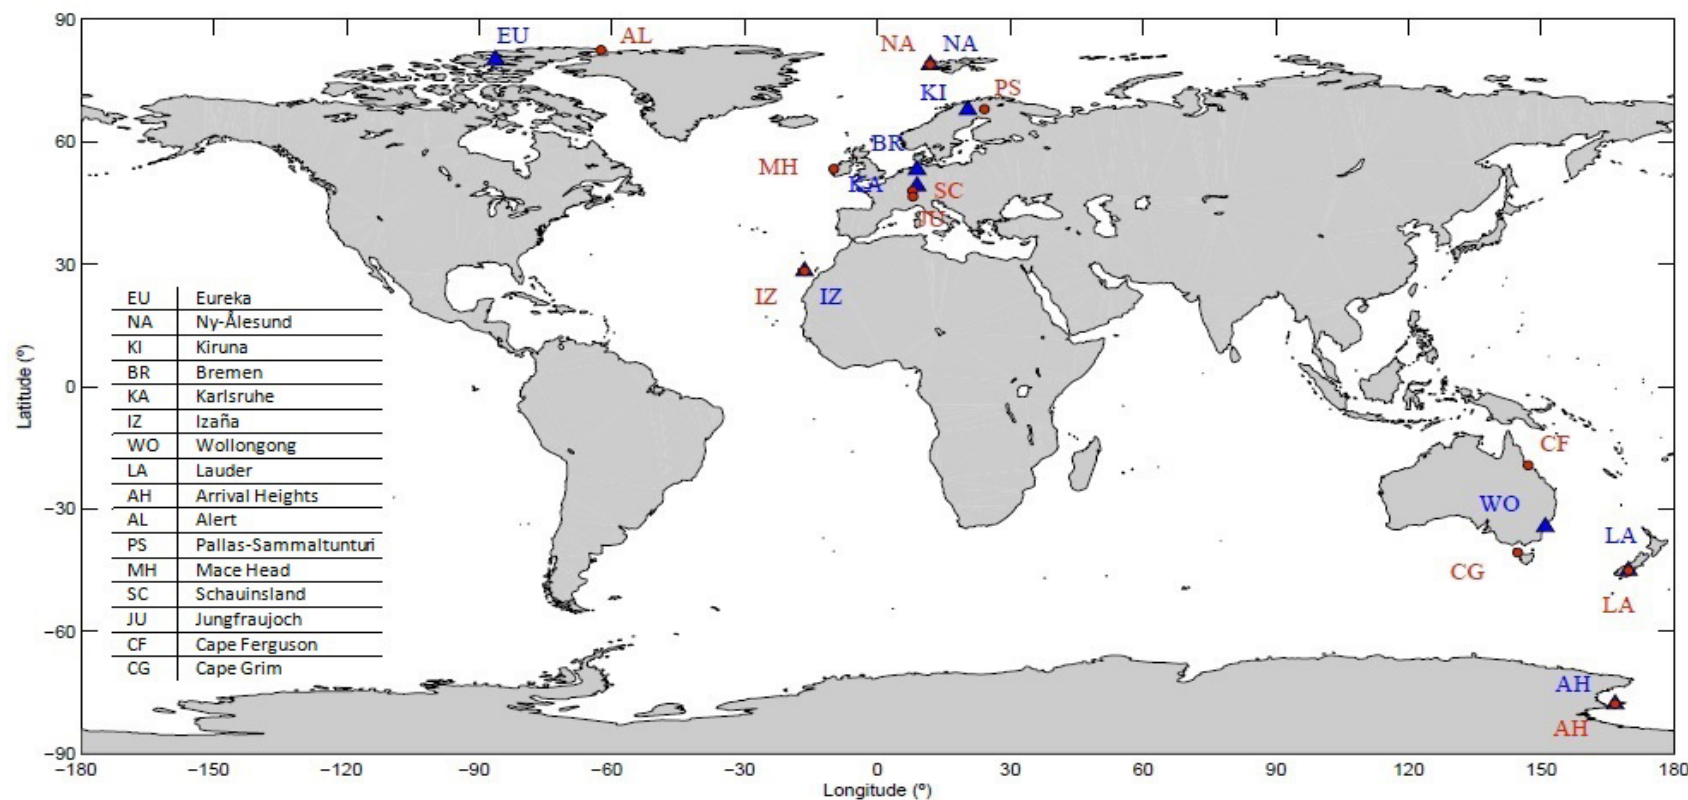 90
EU
AL
NA
NA
KI
PS
60
BR
MH
KA
SC
JU
30
IZ
IZ
EU Eureka
NA Ny-Ålesund
KI Kiruna
BR Bremen
KA Karlsruhe
IZ Izaña
WO Wollongong
LA Lauder
AH Arrival Heights
AL Alert
PS Pallas-Sammaltunturi
MH Mace Head
SC Schauinsland
JU Jungfraujoch
CF Cape Ferguson
CG Cape Grim
0
Latitude (º)
CF
−30
WO
LA
CG
LA
−60
AH
AH
−90
−180 −150 −120 −90 −60 −30 0 30 60 90 120 150 180
Longitude (º)